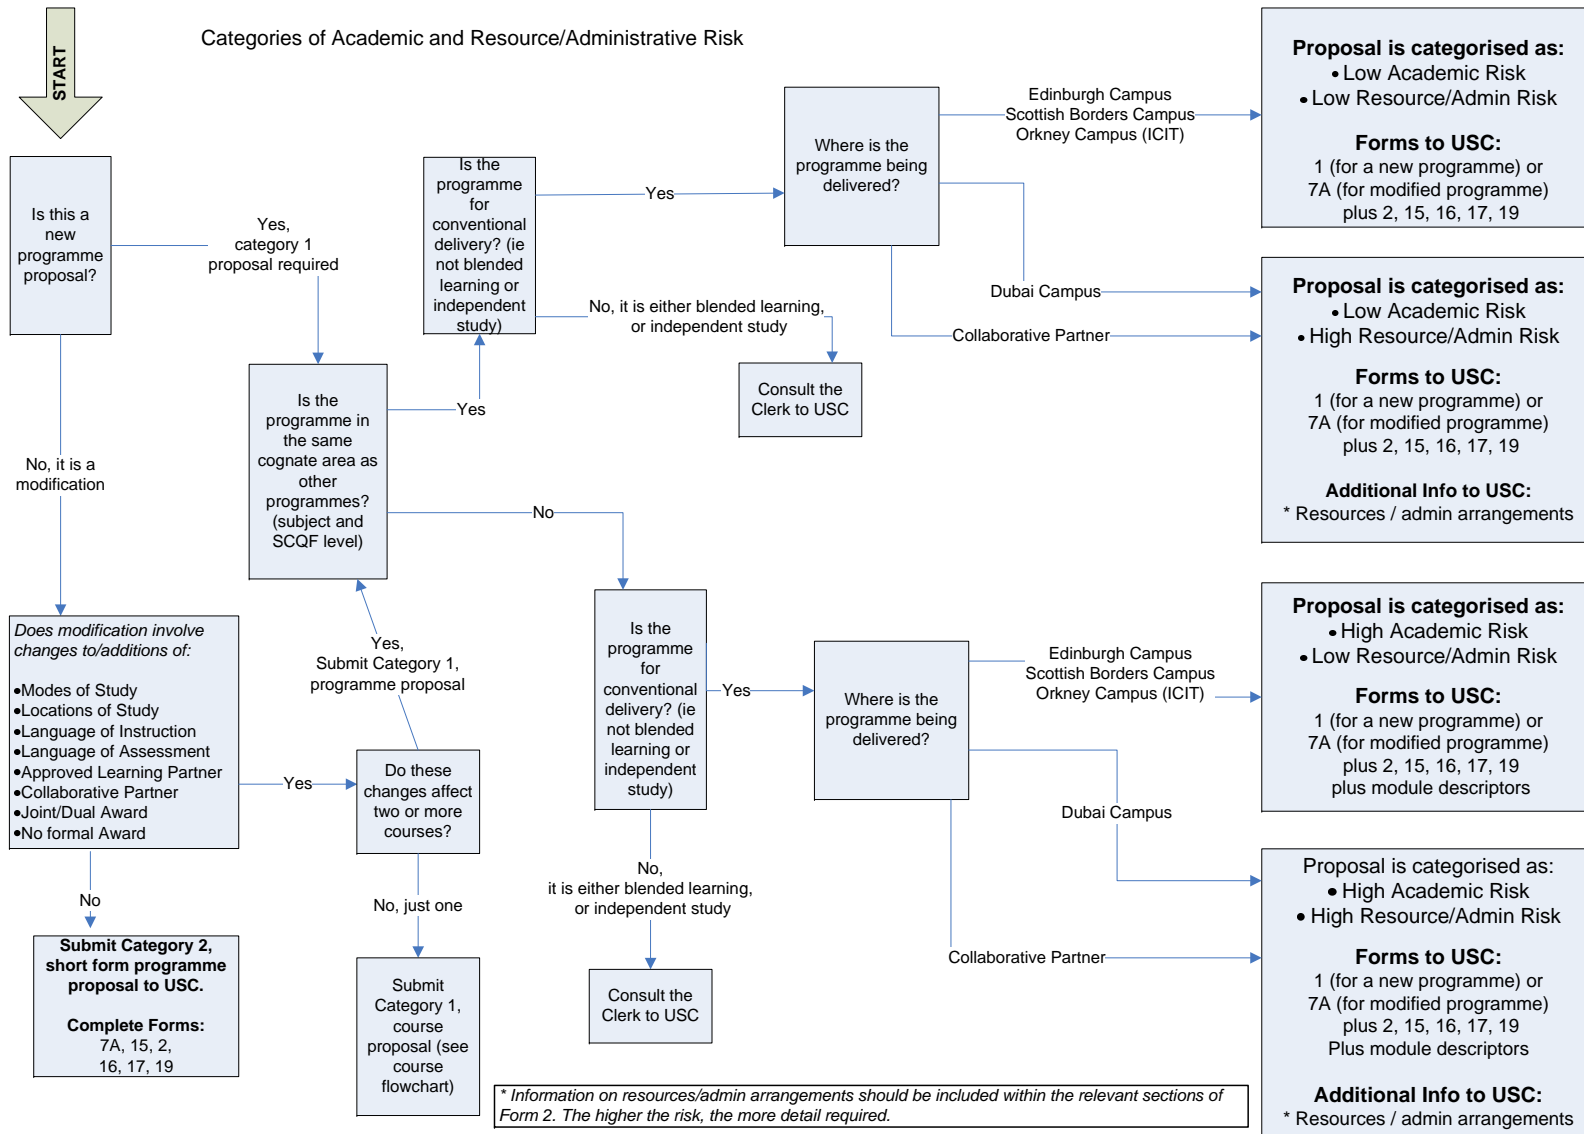 START
Categories of Academic and Resource/Administrative Risk
Is this a
new
programme
proposal?
Yes,
category 1
proposal required
No, it is a
modification
Does modification involve
changes to/additions of:
•Modes of Study
•Locations of Study
•Language of Instruction
•Language of Assessment
•Approved Learning Partner
•Collaborative Partner
•Joint/Dual Award
•No formal Award
No
Submit Category 2,
short form programme
proposal to USC.
Complete Forms:
7A, 15, 2,
16, 17, 19
Yes
Do these
changes affect
two or more
courses?
Yes,
Submit Category 1,
programme proposal
No, just one
Submit
Category 1,
course
proposal (see
course
flowchart)
Is the
programme in
the same
cognate area as
other
programmes?
(subject and
SCQF level)
Yes
No
Is the
programme
for
conventional
delivery? (ie
not blended
learning or
independent
study)
Yes
No, it is either blended learning,
or independent study
Consult the
Clerk to USC
Where is the
programme being
delivered?
Edinburgh Campus
Scottish Borders Campus
Orkney Campus (ICIT)
Dubai Campus
Collaborative Partner
Proposal is categorised as:
• Low Academic Risk
• Low Resource/Admin Risk
Forms to USC:
1 (for a new programme) or
7A (for modified programme)
plus 2, 15, 16, 17, 19
Proposal is categorised as:
• Low Academic Risk
• High Resource/Admin Risk
Forms to USC:
1 (for a new programme) or
7A (for modified programme)
plus 2, 15, 16, 17, 19
Additional Info to USC:
* Resources / admin arrangements
Is the
programme
for
conventional
delivery? (ie
not blended
learning or
independent
study)
Yes
No,
it is either blended learning,
or independent study
Consult the
Clerk to USC
Where is the
programme being
delivered?
Edinburgh Campus
Scottish Borders Campus
Orkney Campus (ICIT)
Dubai Campus
Collaborative Partner
Proposal is categorised as:
• High Academic Risk
• Low Resource/Admin Risk
Forms to USC:
1 (for a new programme) or
7A (for modified programme)
plus 2, 15, 16, 17, 19
plus module descriptors
Proposal is categorised as:
• High Academic Risk
• High Resource/Admin Risk
Forms to USC:
1 (for a new programme) or
7A (for modified programme)
plus 2, 15, 16, 17, 19
Plus module descriptors
Additional Info to USC:
* Resources / admin arrangements
* Information on resources/admin arrangements should be included within the relevant sections of
Form 2. The higher the risk, the more detail required.